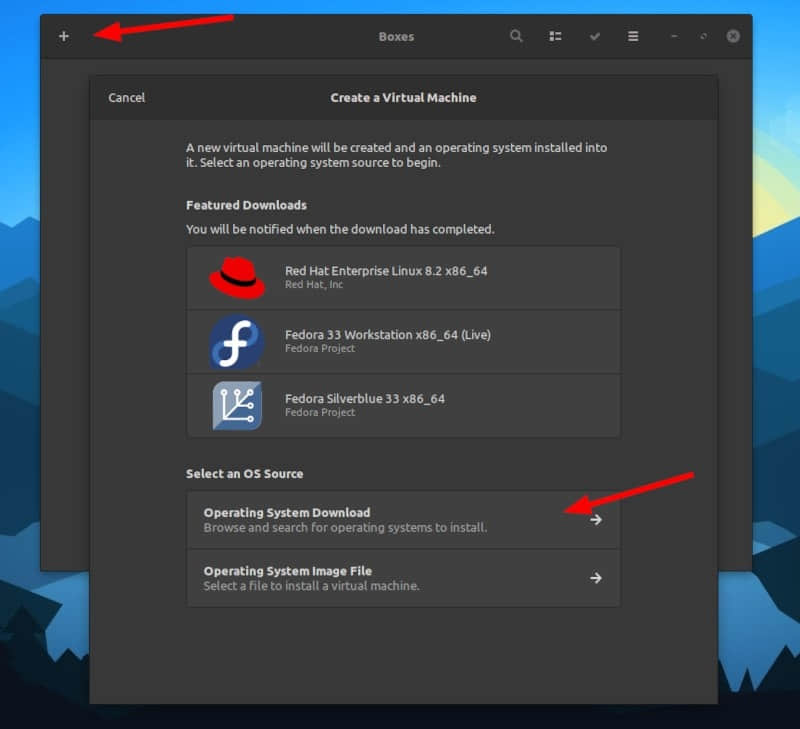 Boxes
Cancel
Create a Virtual Machine
A new virtual machine will be created and an operating system installed into
it. Select an operating system source to begin.
Featured Downloads
You will be notified when the download has completed.
Red Hat Enterprise Linux 8.2 x86_64
Red Hat, Inc
Fedora 33 Workstation x86_64 (Live)
Fedora Project
Fedora Silverblue 33 x86_64
Fedora Project
Select an OS Source
Operating System Download
Browse and search for operating systems to install.
Operating System Image File
Select a file to install a virtual machine.